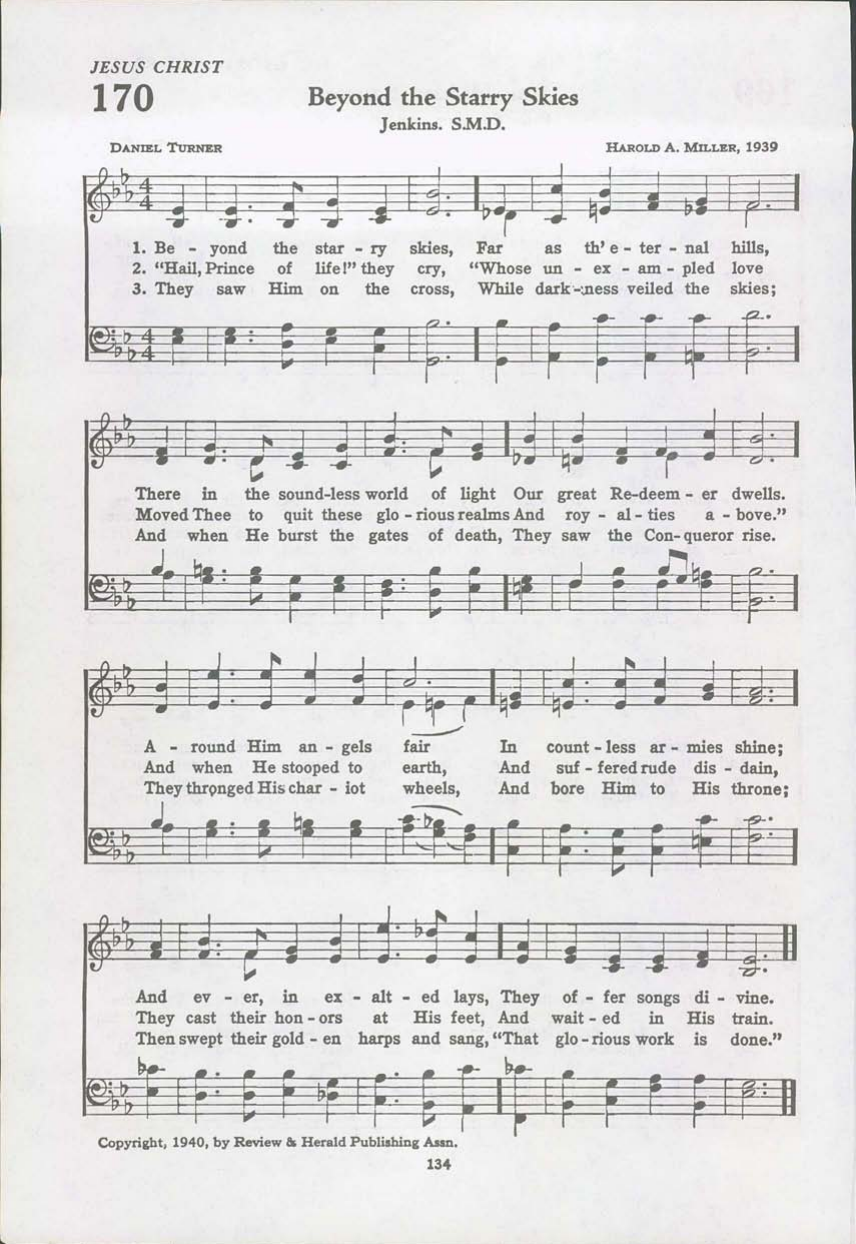 JESUS CHRIST
170
Beyond the Starry Skies
Jenkins. S.M.D.
DANIEL TURNER
HAROLD A. MILLER, 1939
1. Be - yond the star - ry skies, Far as th' e - ter - nal hills,
2. "Hail, Prince of life!" they cry, "Whose un - ex - am - pled love
3. They saw Him on the cross, While dark - ness veiled the skies;
There in the sound-less world of light Our great Re-deem - er dwells.
Moved Thee to quit these glo - rious realms And roy - al - ties a - bove."
And when He burst the gates of death, They saw the Con-queror rise.
A - round Him an - gels fair In count - less ar - mies shine;
And when He stooped to earth, And suf - fered rude dis - dain,
They thronged His char - iot wheels, And bore Him to His throne;
And ev - er, in ex - alt - ed lays, They of - fer songs di - vine.
They cast their hon - ors at His feet, And wait - ed in His train.
Then swept their gold - en harps and sang, "That glo - rious work is done."
Copyright, 1940, by Review & Herald Publishing Assn.
134